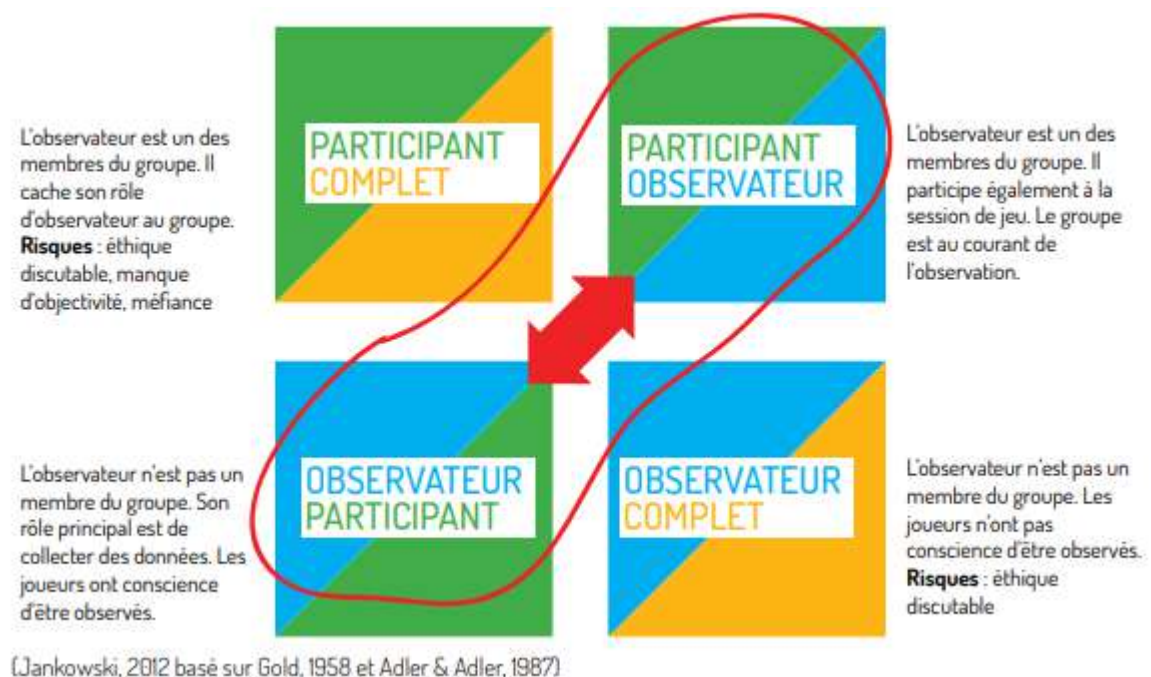 L'observateur est un des
membres du groupe. Il
cache son rôle
d'observateur au groupe.
Risques : éthique
discutable, manque
d'objectivité, méfiance
PARTICIPANT
COMPLET
PARTICIPANT
OBSERVATEUR
L'observateur est un des
membres du groupe. Il
participe également à la
session de jeu. Le groupe
est au courant de
l'observation.
L'observateur n'est pas un
membre du groupe. Son
rôle principal est de
collecter des données. Les
joueurs ont conscience
d'être observés.
OBSERVATEUR
PARTICIPANT
OBSERVATEUR
COMPLET
L'observateur n'est pas un
membre du groupe. Les
joueurs n'ont pas
conscience d'être observés.
Risques : éthique
discutable
(Jankowski, 2012 basé sur Gold, 1958 et Adler & Adler, 1987)